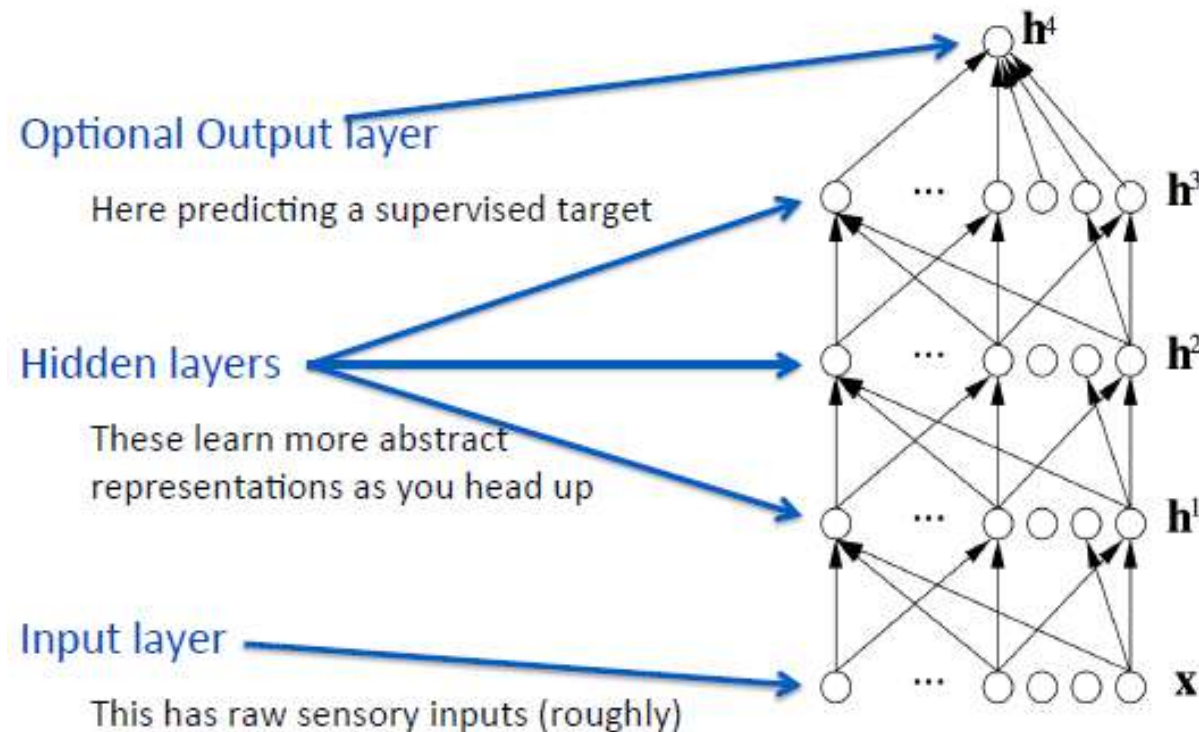 h4
Optional Output layer
Here predicting a supervised target
... h3
Hidden layers
... h2
These learn more abstract
representations as you head up
... h1
Input layer
... x
This has raw sensory inputs (roughly)